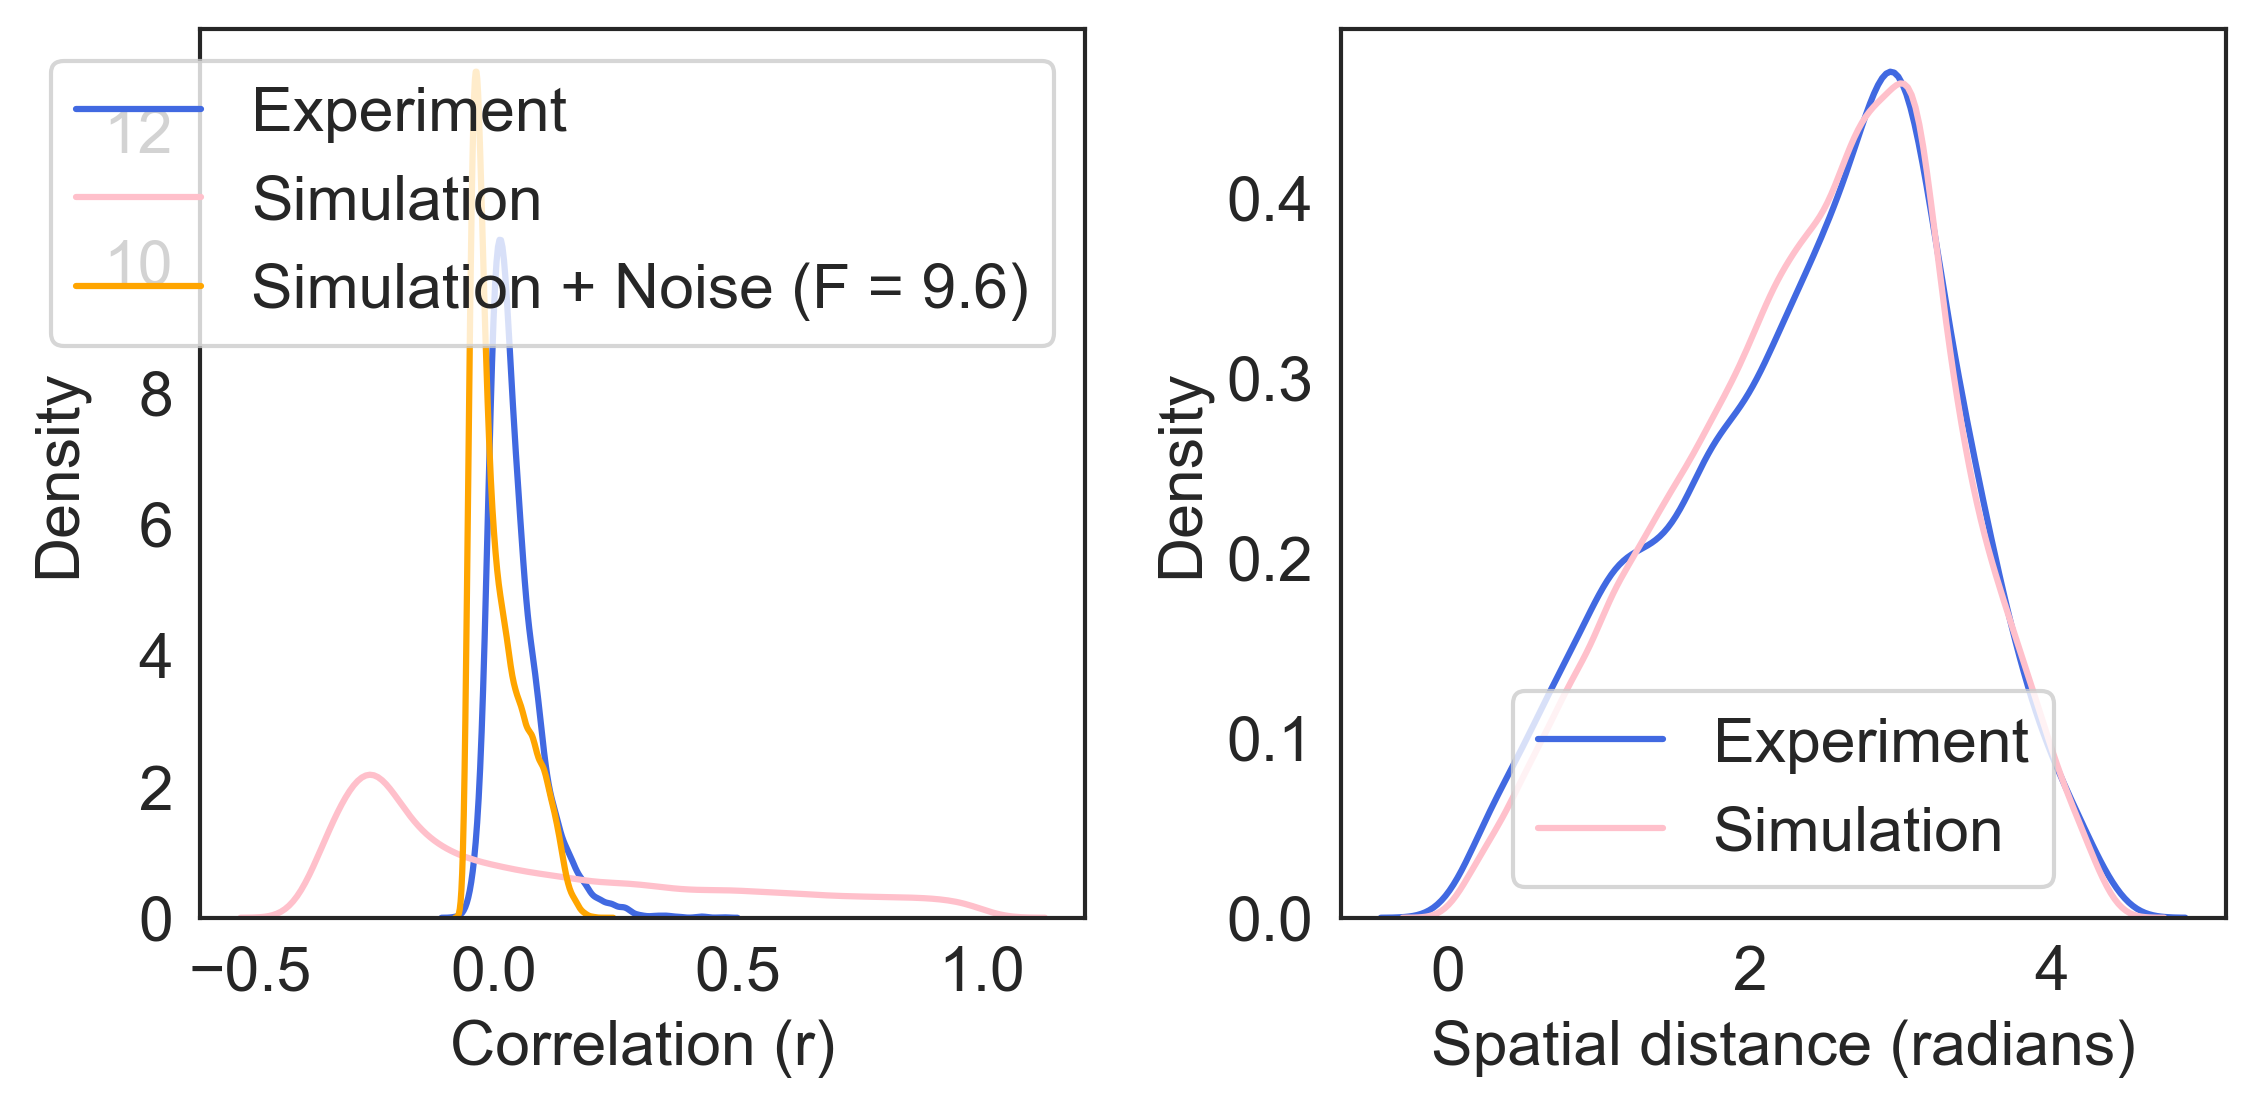 Experiment
Simulation
Simulation + Noise (F = 9.6)
12
10
8
6
4
2
0
Density
−0.5 0.0 0.5 1.0
Correlation (r)
0.4
0.3
0.2
0.1
0.0
Density
Experiment
Simulation
0 2 4
Spatial distance (radians)